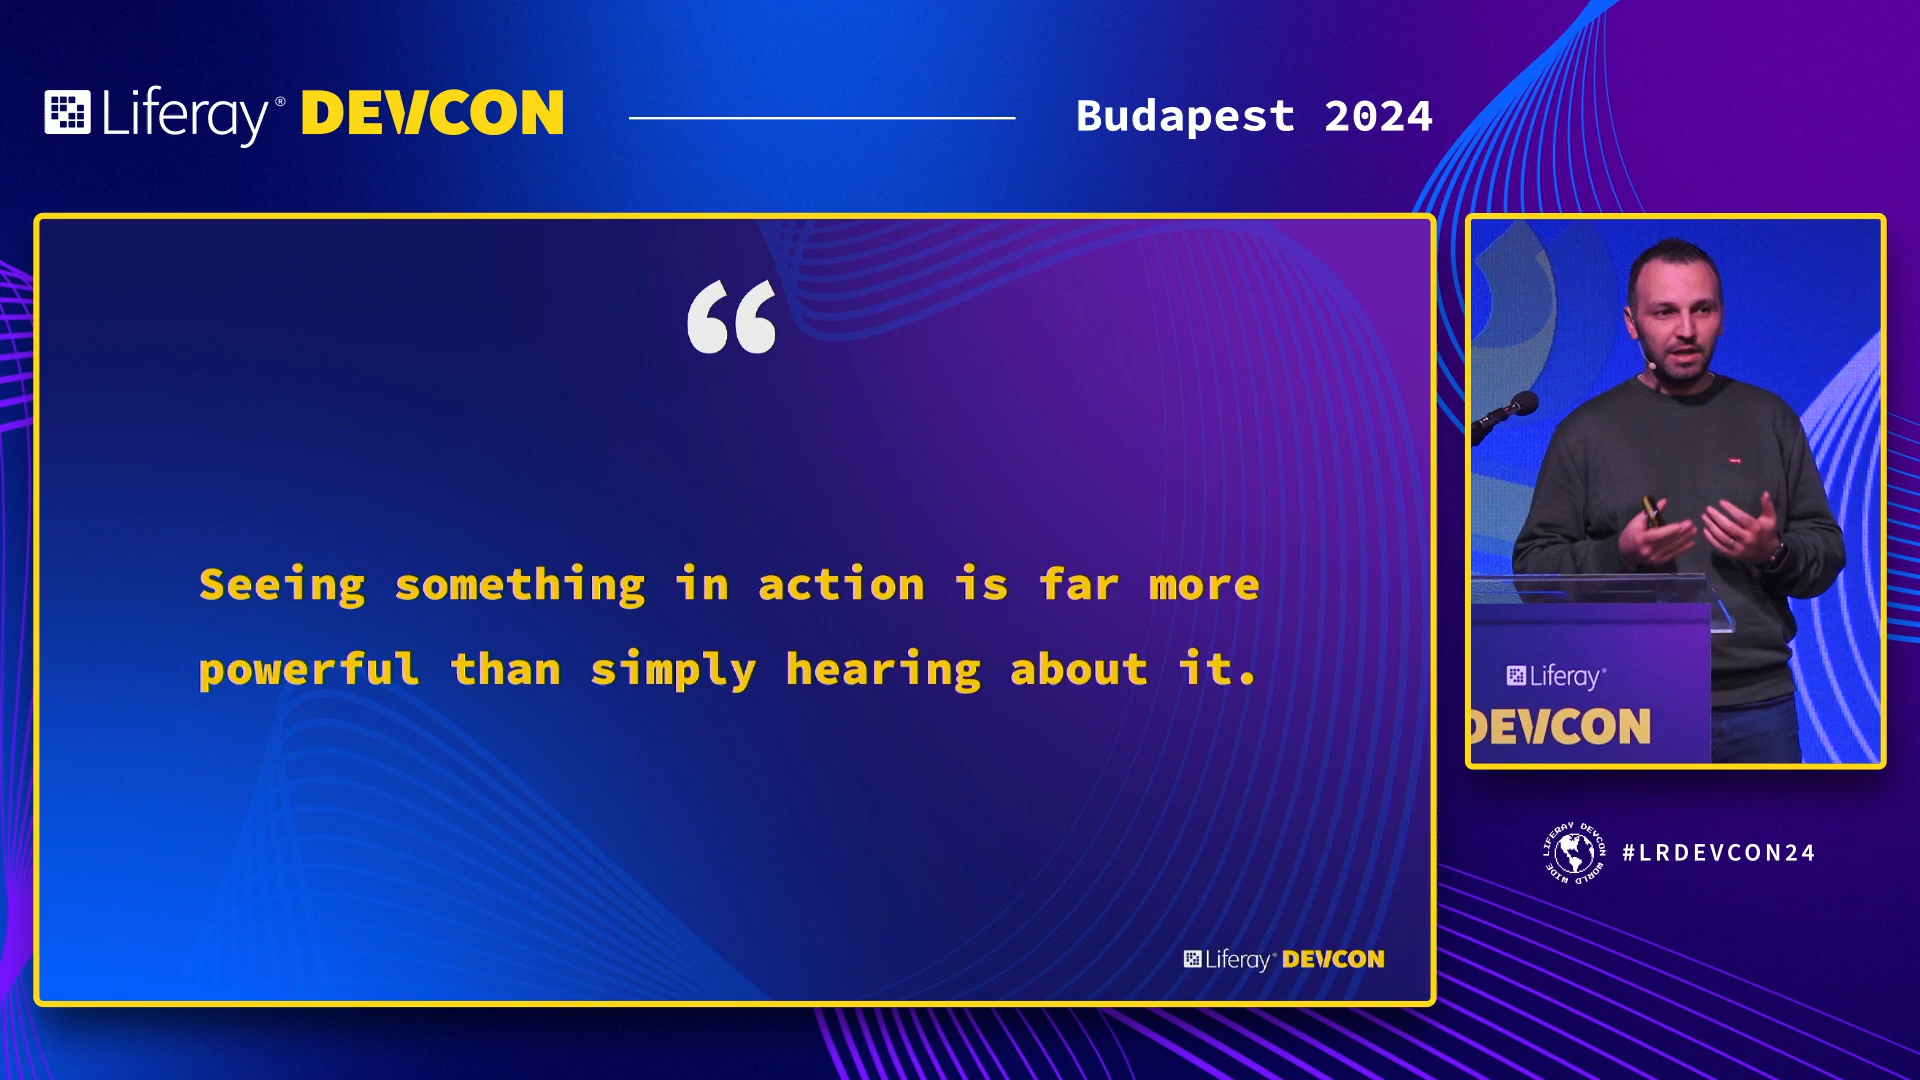 Liferay® DEVCON
Budapest 2024
“
Seeing something in action is far more
powerful than simply hearing about it.
Liferay DEVCON
Liferay®
DEVCON
LIFERAY DEVCON WORLD WIDE
#LRDEVCON24